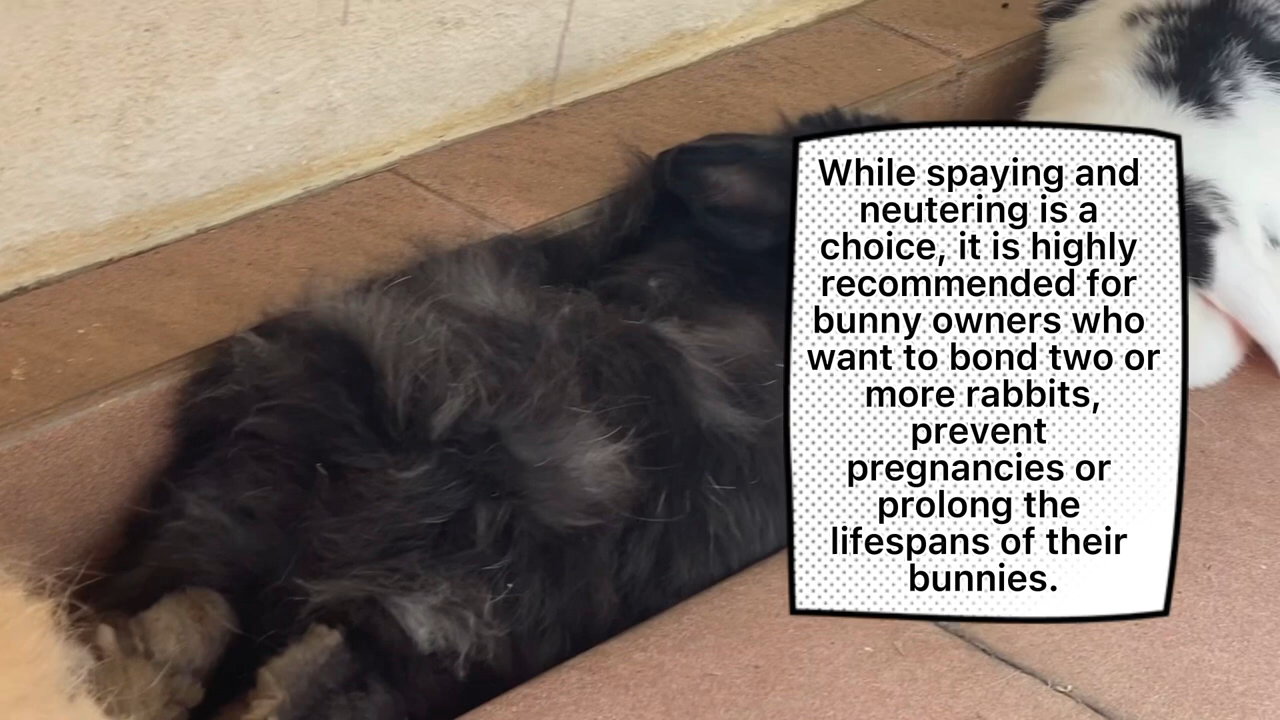 While spaying and
neutering is a
choice, it is highly
recommended for
bunny owners who
want to bond two or
more rabbits,
prevent
pregnancies or
prolong the
lifespans of their
bunnies.